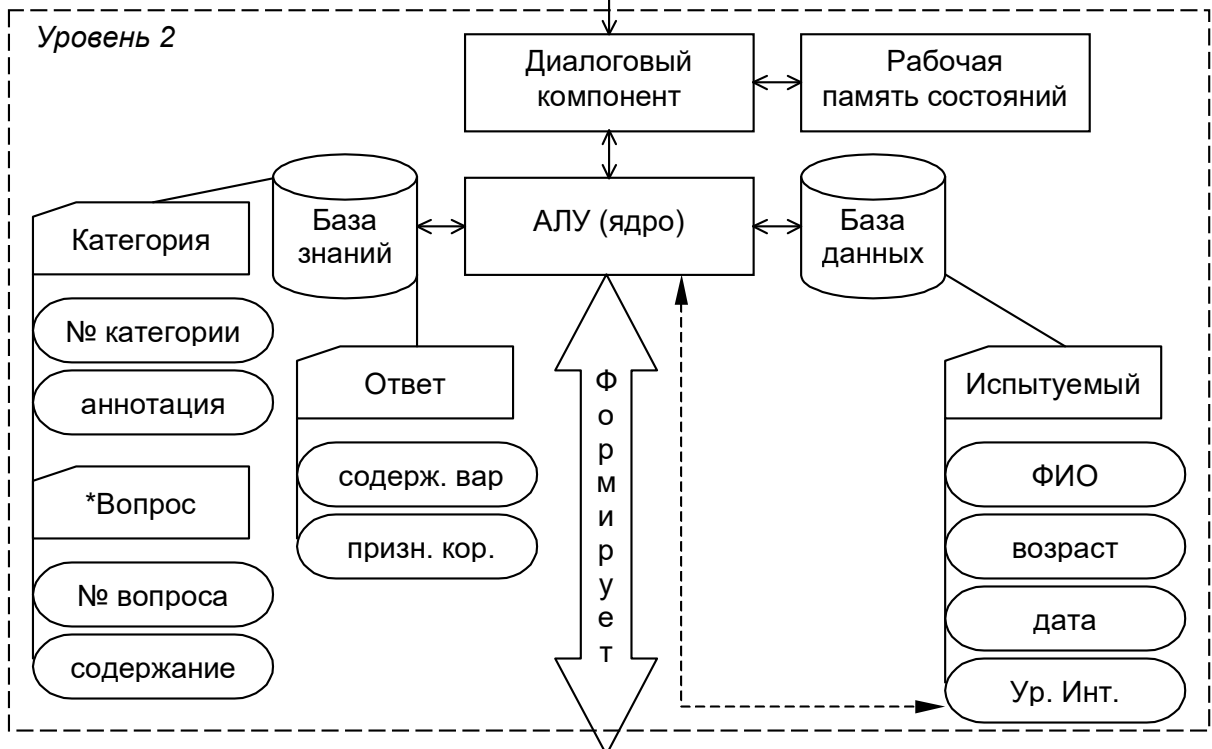 Уровень 2
Диалоговый
компонент
Рабочая
память состояний
База
знаний
АЛУ (ядро)
База
данных
Категория
№ категории
аннотация
*Вопрос
№ вопроса
содержание
Ответ
содерж. вар
призн. кор.
Формирует
Испытуемый
ФИО
возраст
дата
Ур. Инт.